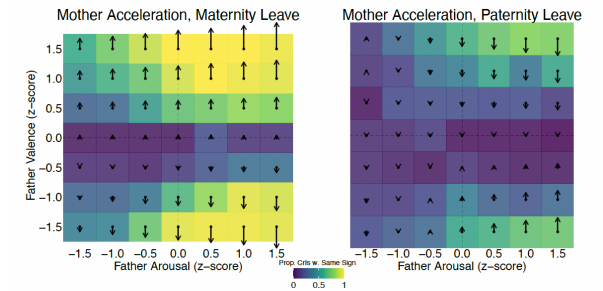 Mother Acceleration, Maternity Leave
Mother Acceleration, Paternity Leave
Father Valence (z-score)
1.5
1.0
0.5
0.0
−0.5
−1.0
−1.5
−1.5 −1.0 −0.5 0.0 0.5 1.0 1.5
−1.5 −1.0 −0.5 0.0 0.5 1.0 1.5
Father Arousal (z-score)
Father Arousal (z-score)
Prop. CrIs w. Same Sign
0 0.5 1